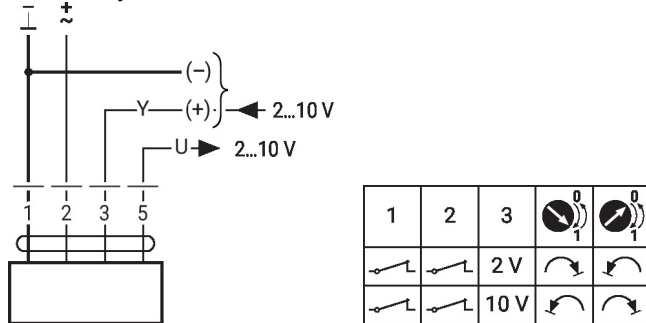 − +
~
(−)
Y (+) 2...10 V
U 2...10 V
1 2 3 5
1 2 3 0 1 0 1
2 V
10 V